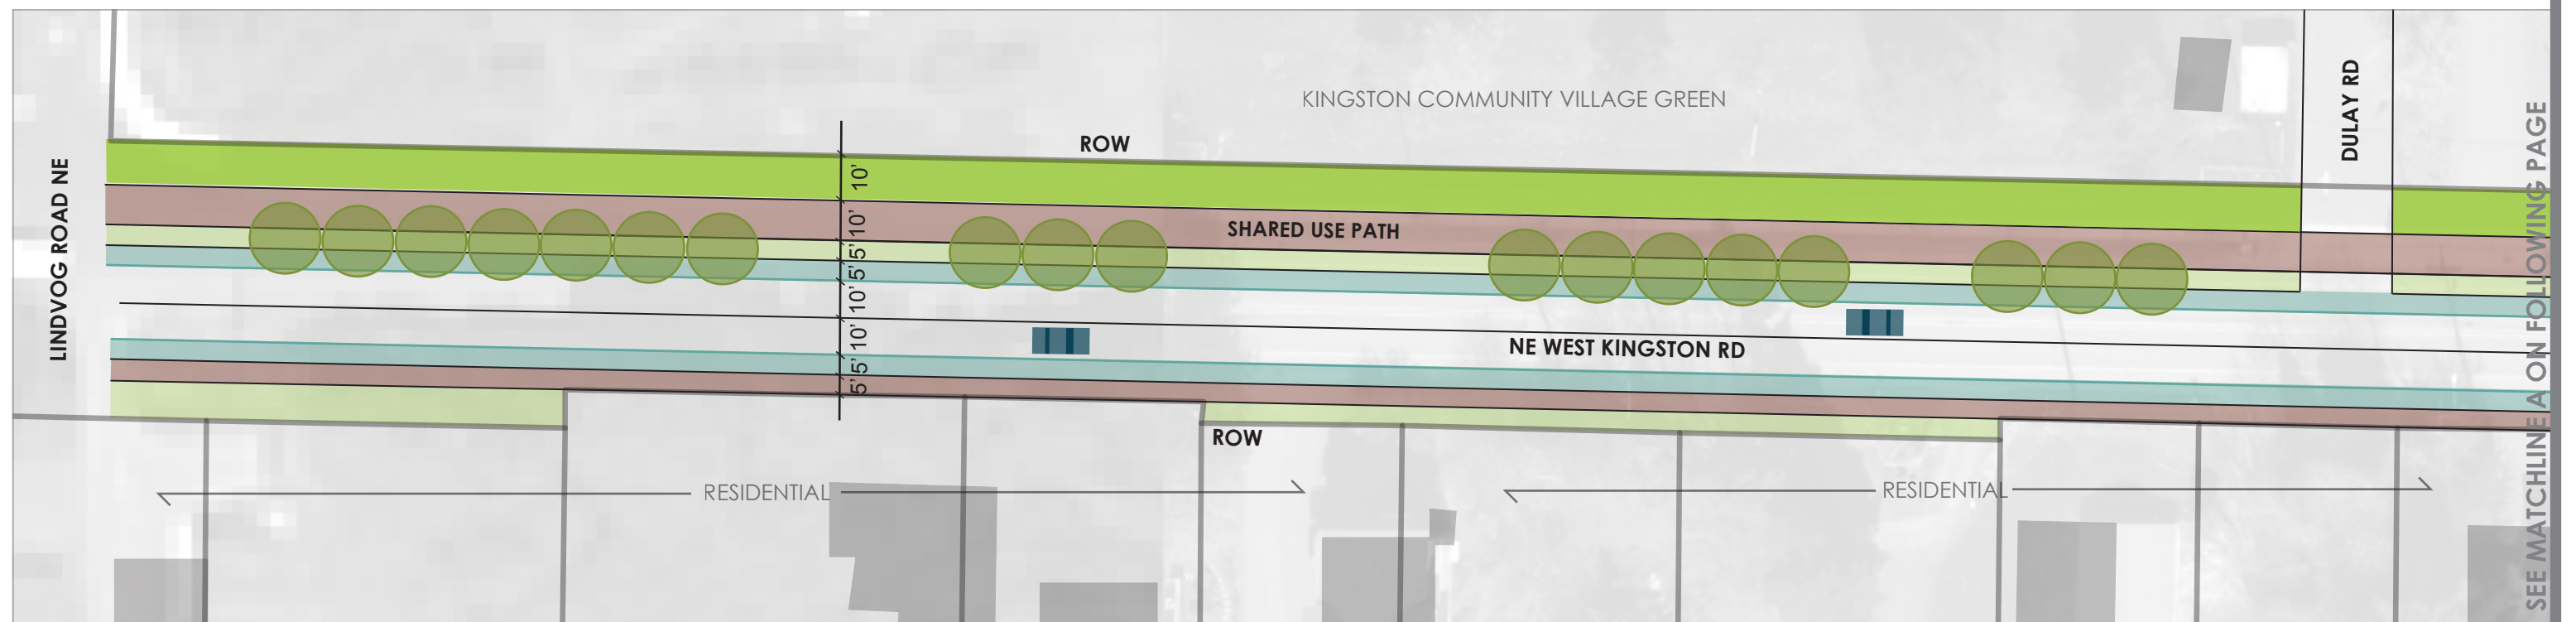 KINGSTON COMMUNITY VILLAGE GREEN
DULAY RD
ROW
LINDVOG ROAD NE
10'
10'
5'
5'
10'
10'
5'
5'
SHARED USE PATH
NE WEST KINGSTON RD
ROW
RESIDENTIAL
RESIDENTIAL
SEE MATCHLINE A ON FOLLOWING PAGE